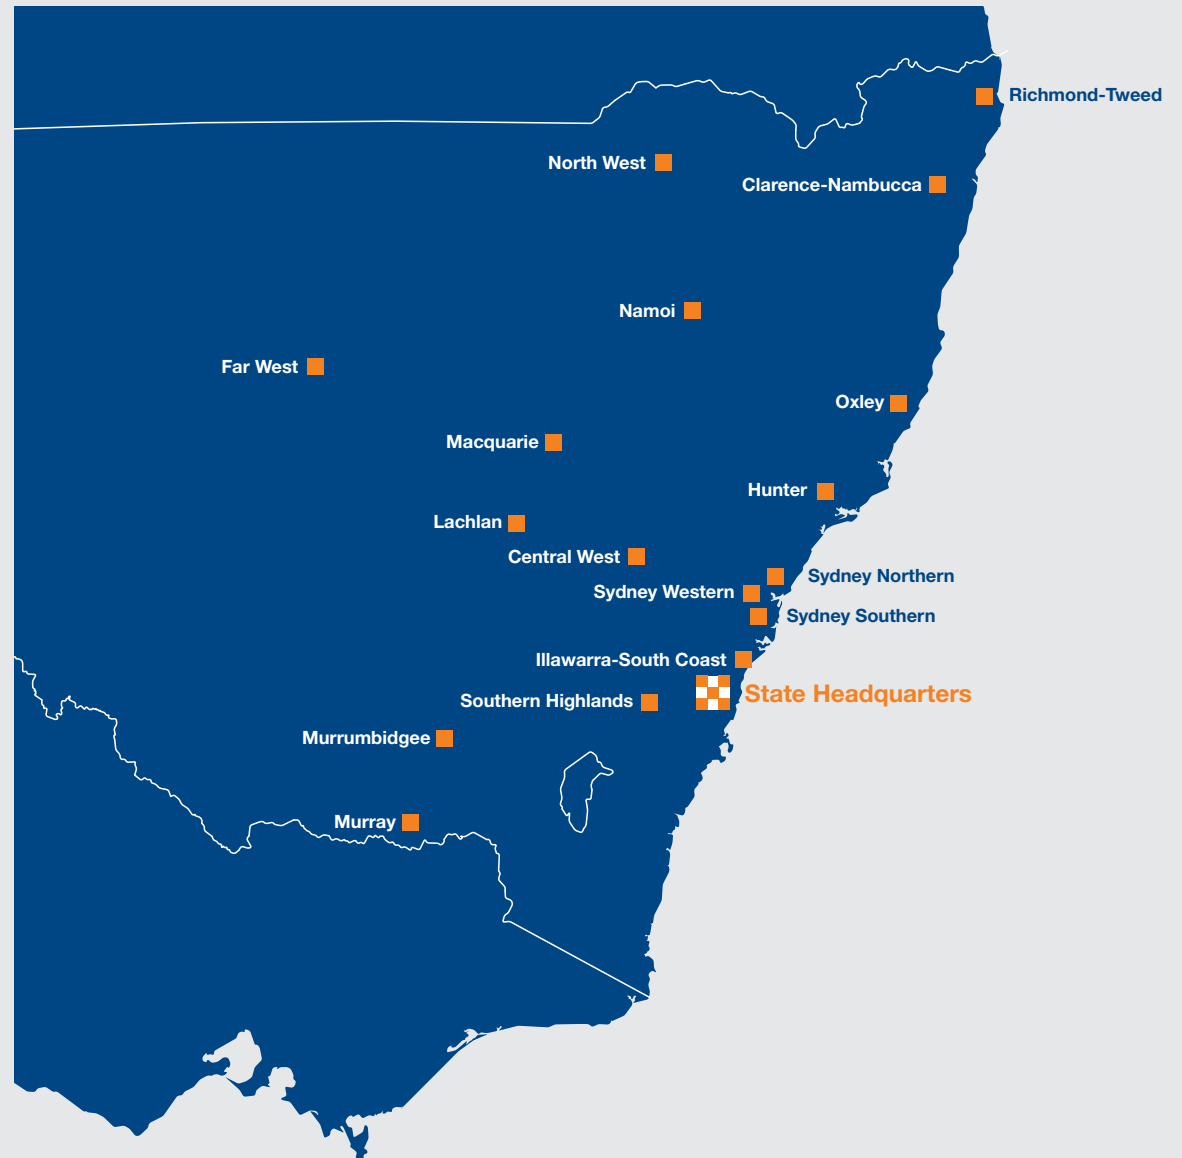 Richmond-Tweed
North West
Clarence-Nambucca
Namoi
Far West
Oxley
Macquarie
Hunter
Lachlan
Central West
Sydney Northern
Sydney Western
Sydney Southern
Illawarra-South Coast
State Headquarters
Southern Highlands
Murrumbidgee
Murray